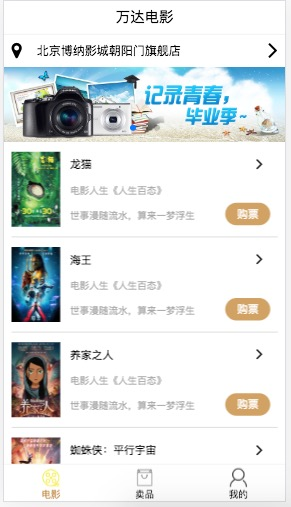 万达电影
北京博纳影城朝阳门旗舰店
记录青春，
毕业季~
龙猫
电影人生《人生百态》
世事漫随流水，算来一梦浮生
购票
海王
电影人生《人生百态》
世事漫随流水，算来一梦浮生
购票
养家之人
电影人生《人生百态》
世事漫随流水，算来一梦浮生
购票
蜘蛛侠：平行宇宙
电影
卖品
我的